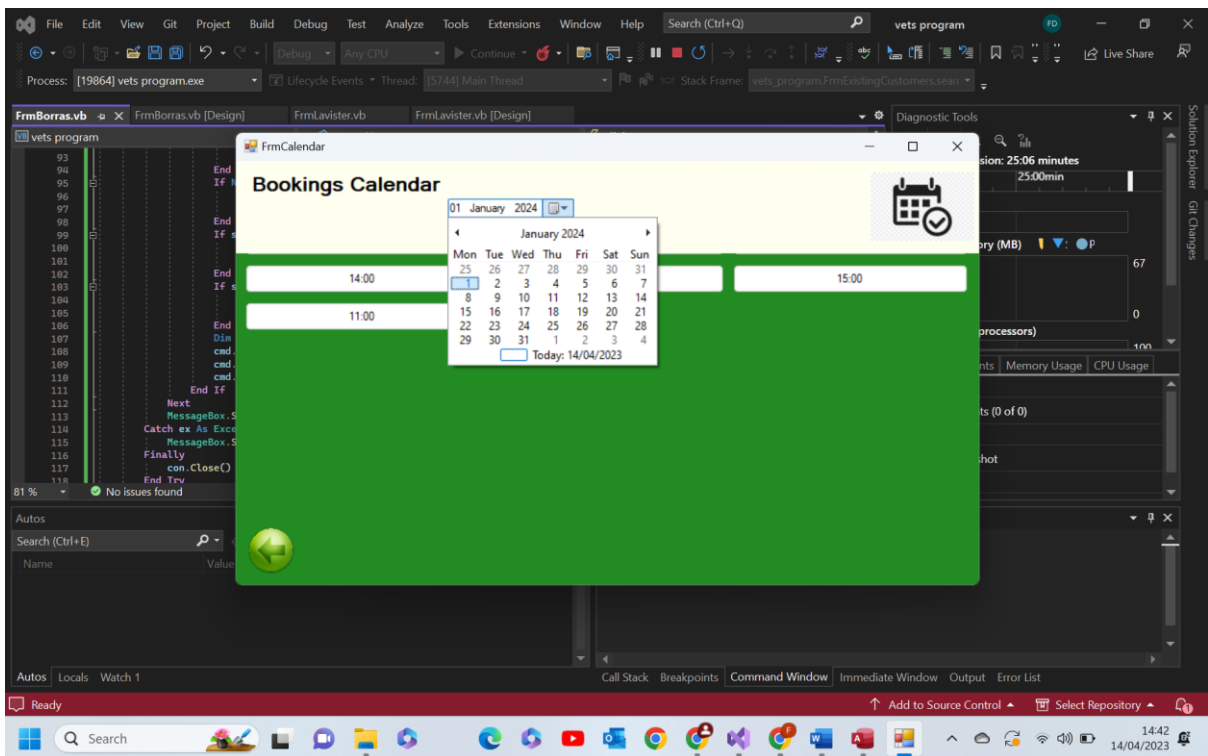 File Edit View Git Project Build Debug Test Analyze Tools Extensions Window Help Search (Ctrl+Q) vets program FD
Debug Any CPU Continue Live Share
Process: [19864] vets program.exe Lifecycle Events Thread: [5744] Main Thread Stack Frame: vets_program.FrmExistingCustomers.sear
FrmBorras.vb FrmBorras.vb [Design] FrmLavister.vb FrmLavister.vb [Design]
Diagnostic Tools
Solution Explorer
Git Changes
vets program
FrmCalendar
sion: 25:06 minutes
25:00min
Bookings Calendar
01 January 2024
January 2024
Mon Tue Wed Thu Fri Sat Sun
25 26 27 28 29 30 31
1 2 3 4 5 6 7
8 9 10 11 12 13 14
15 16 17 18 19 20 21
22 23 24 25 26 27 28
29 30 31 1 2 3 4
Today: 14/04/2023
14:00
15:00
11:00
93
94 End
95 If N
96
97
98 End
99 If s
100
101
102 End
103 If s
104
105
106 End
107 Dim
108 cmd.
109 cmd.
110 cmd.
111 End If
112 Next
113 MessageBox.S
114 Catch ex As Exce
115 MessageBox.S
116 Finally
117 con.Close()
118 End Try
ory (MB) P
67
0
processors)
100
nts Memory Usage CPU Usage
ts (0 of 0)
shot
81 % No issues found
Autos
Search (Ctrl+E)
Name Value
Autos Locals Watch 1
Call Stack Breakpoints Command Window Immediate Window Output Error List
Ready Add to Source Control Select Repository
Search
14:42
14/04/2023